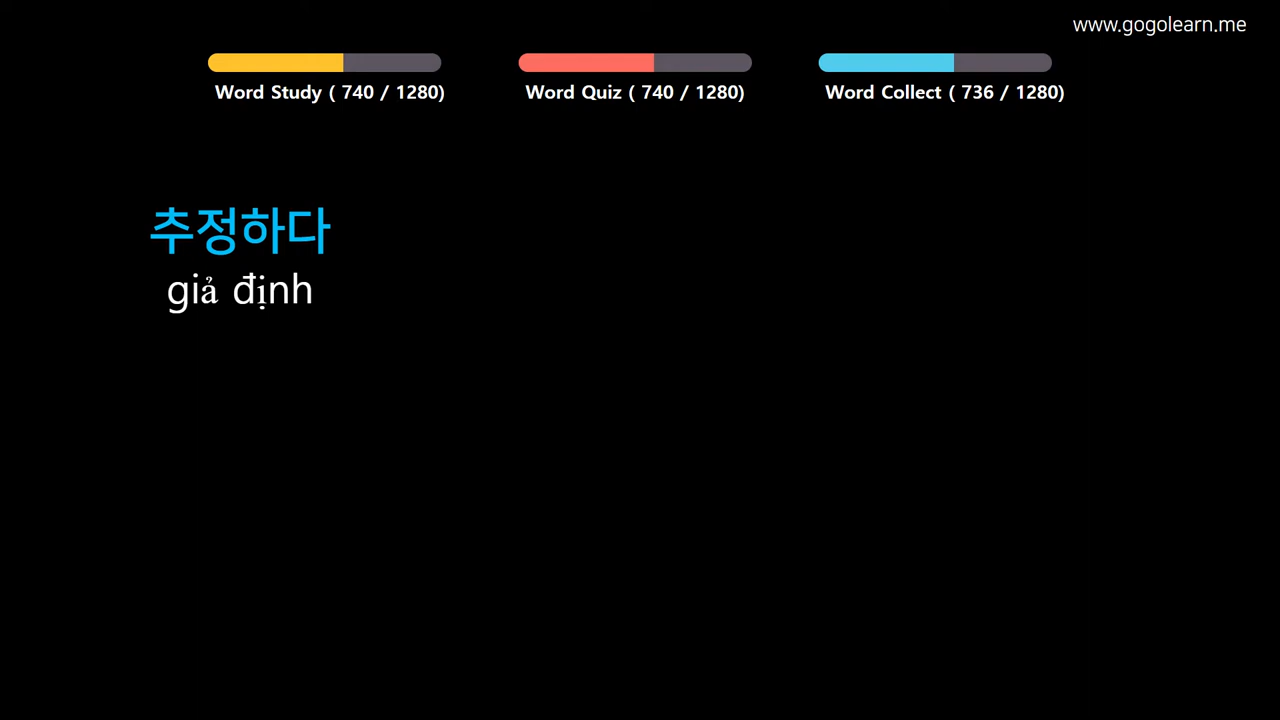 www.gogolearn.me
Word Study ( 740 / 1280)
Word Quiz ( 740 / 1280)
Word Collect ( 736 / 1280)
추정하다
giả định